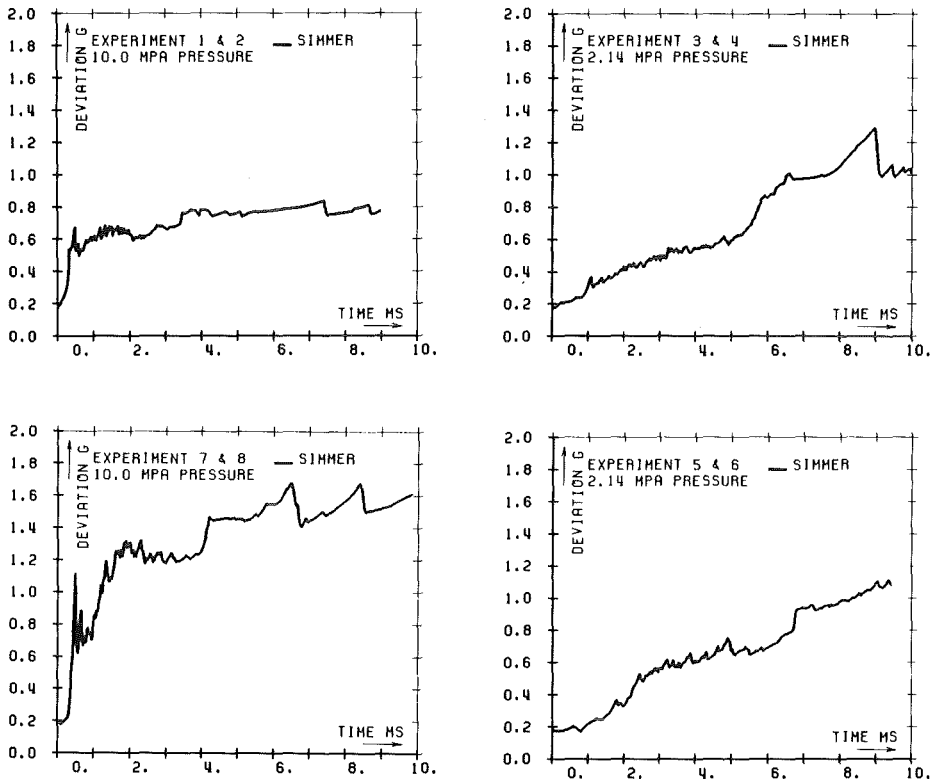 2.0
1.8
1.6
1.4
1.2
1.0
0.8
0.6
0.4
0.2
0.0
DEVIATION G
EXPERIMENT 1 & 2 SIMMER
10.0 MPA PRESSURE
TIME MS
0. 2. 4. 6. 8. 10.
2.0
1.8
1.6
1.4
1.2
1.0
0.8
0.6
0.4
0.2
0.0
DEVIATION G
EXPERIMENT 3 & 4 SIMMER
2.14 MPA PRESSURE
TIME MS
0. 2. 4. 6. 8. 10.
2.0
1.8
1.6
1.4
1.2
1.0
0.8
0.6
0.4
0.2
0.0
DEVIATION G
EXPERIMENT 7 & 8 SIMMER
10.0 MPA PRESSURE
TIME MS
0. 2. 4. 6. 8. 10.
2.0
1.8
1.6
1.4
1.2
1.0
0.8
0.6
0.4
0.2
0.0
DEVIATION G
EXPERIMENT 5 & 6 SIMMER
2.14 MPA PRESSURE
TIME MS
0. 2. 4. 6. 8. 10.